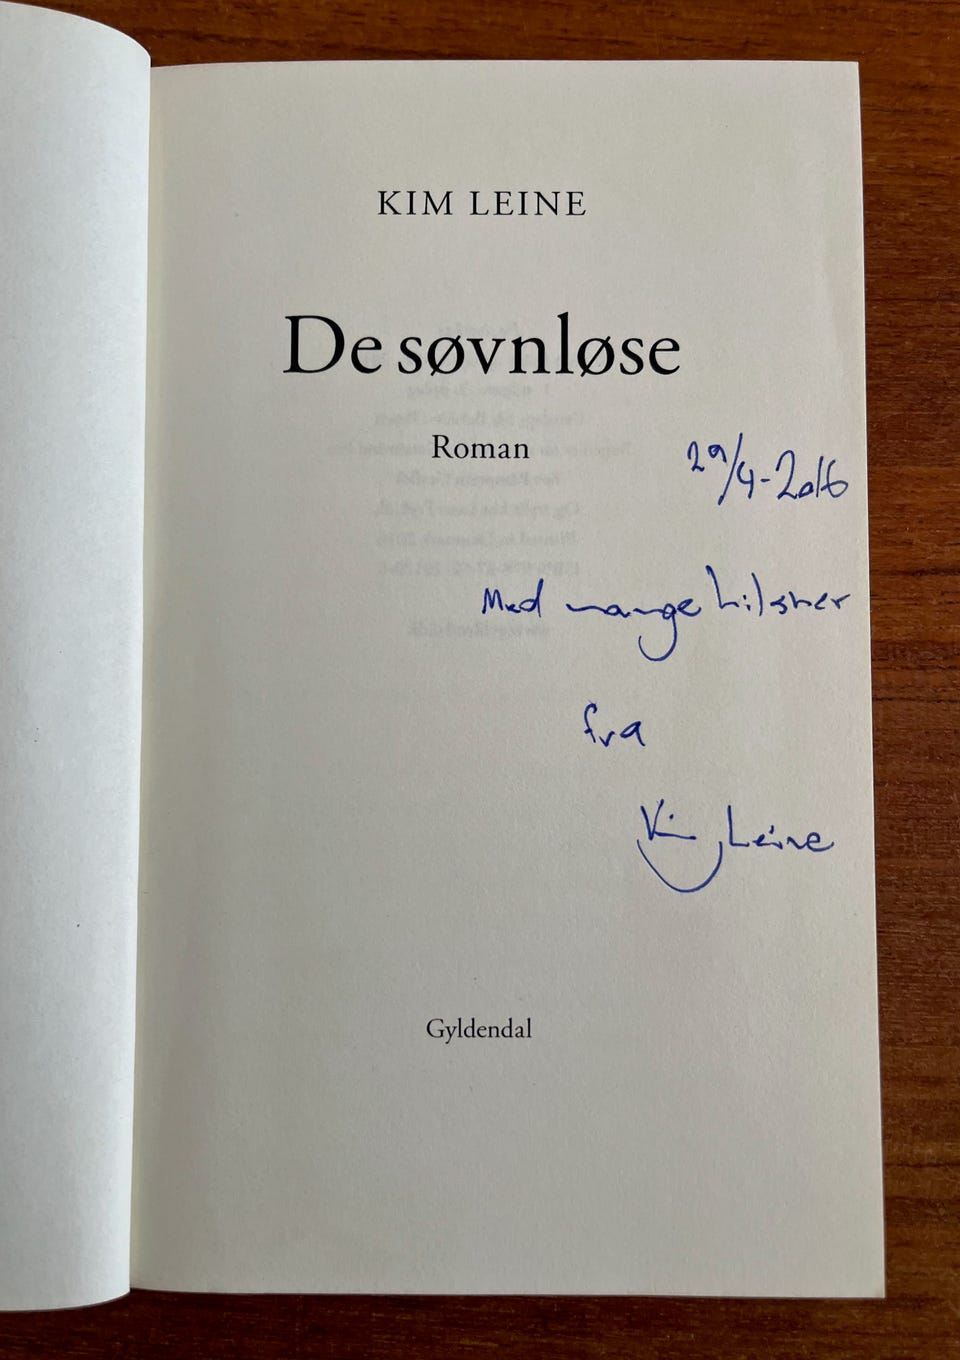 KIM LEINE
De søvnløse
Roman
29/4-2016
Med mange hilsner
fra
Kim Leine
Gyldendal